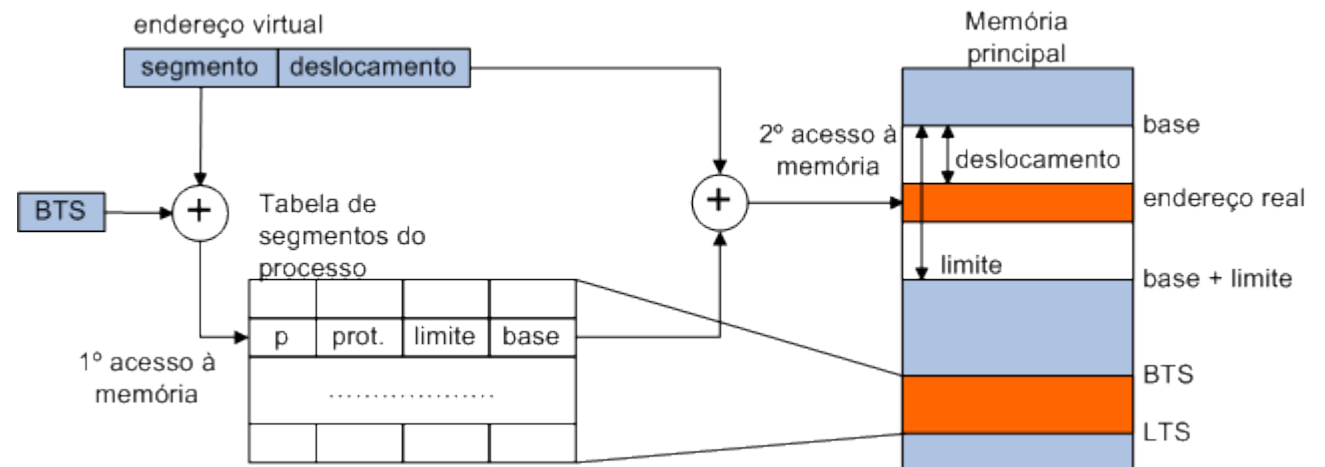 endereço virtual
segmento deslocamento
BTS
+
Tabela de
segmentos do
processo
p prot. limite base
....................
1º acesso à
memória
2º acesso à
memória
+
Memória
principal
base
deslocamento
endereço real
limite
base + limite
BTS
LTS